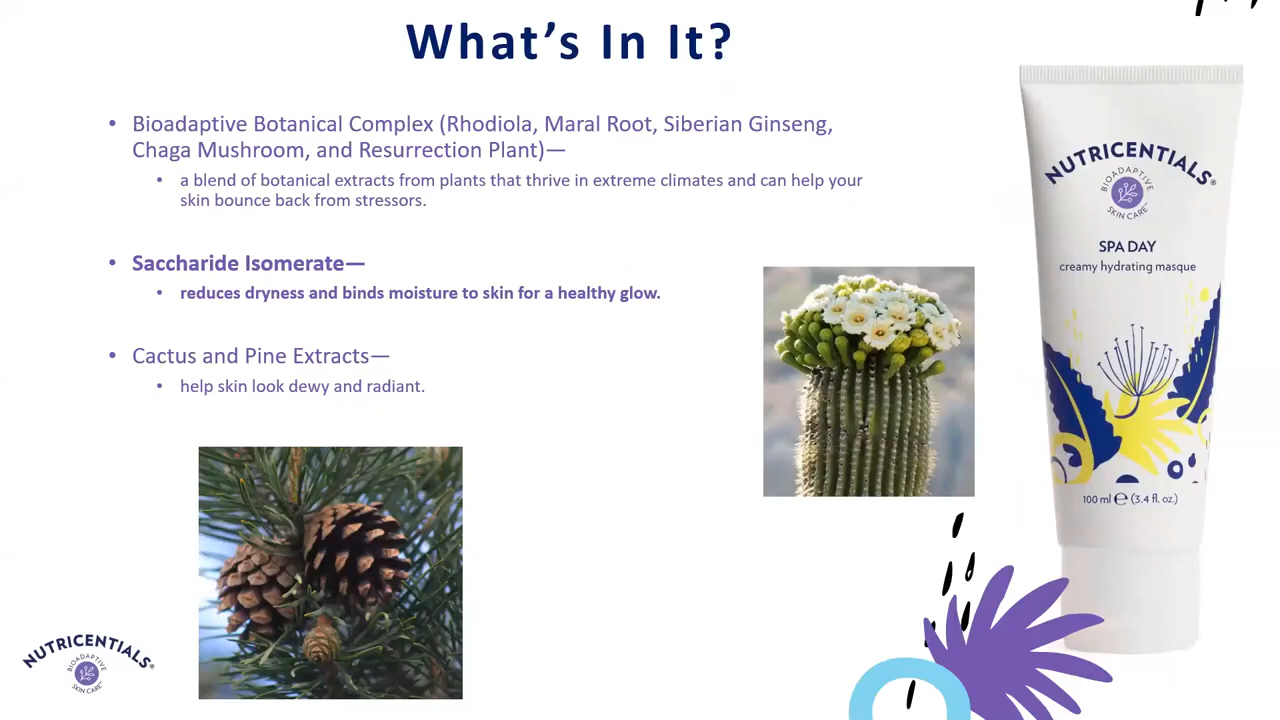 What’s In It?
• Bioadaptive Botanical Complex (Rhodiola, Maral Root, Siberian Ginseng,
Chaga Mushroom, and Resurrection Plant)—
• a blend of botanical extracts from plants that thrive in extreme climates and can help your
skin bounce back from stressors.
• Saccharide Isomerate—
• reduces dryness and binds moisture to skin for a healthy glow.
• Cactus and Pine Extracts—
• help skin look dewy and radiant.
NUTRICENTIALS®
BIOADAPTIVE
SKIN CARE™
SPA DAY
creamy hydrating masque
100 ml ℮ (3.4 fl. oz.)
NUTRICENTIALS®
BIOADAPTIVE
SKIN CARE™